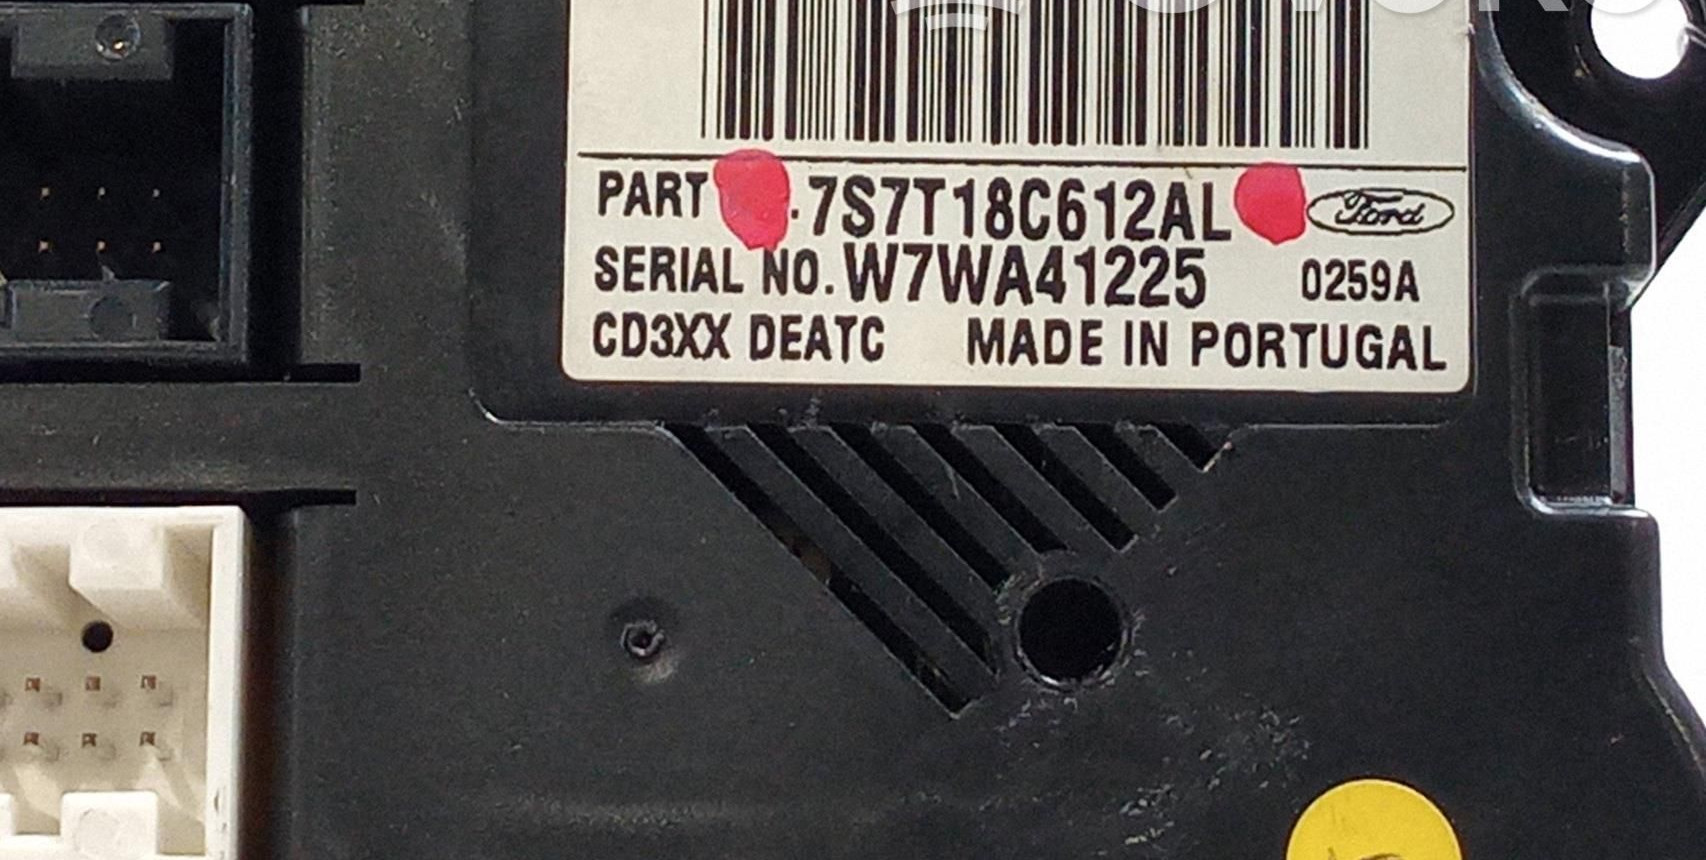 PART .7S7T18C612AL Ford
SERIAL NO.W7WA41225 0259A
CD3XX DEATC MADE IN PORTUGAL